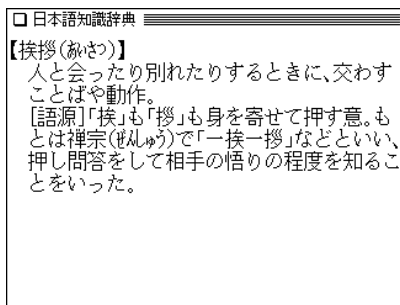 日本語知識辞典
【挨拶(あいさつ)】
人と会ったり別れたりするときに、交わす
ことばや動作。
[語源]「挨」も「拶」も身を寄せて押す意。も
とは禅宗(ぜんしゅう)で「一挨一拶」などといい、
押し問答をして相手の悟りの程度を知るこ
とをいった。